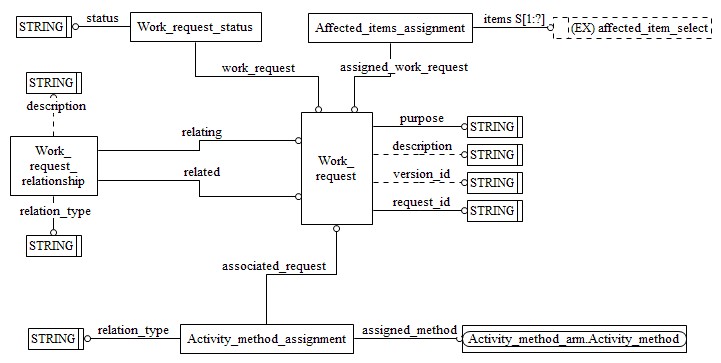 STRING
status
Work_request_status
Affected_items_assignment
items S[1:?]
(EX) affected_item_select
STRING
description
work_request
assigned_work_request
Work_
request_
relationship
relating
related
Work_
request
purpose
STRING
description
STRING
version_id
STRING
request_id
STRING
relation_type
STRING
associated_request
STRING
relation_type
Activity_method_assignment
assigned_method
Activity_method_arm.Activity_method